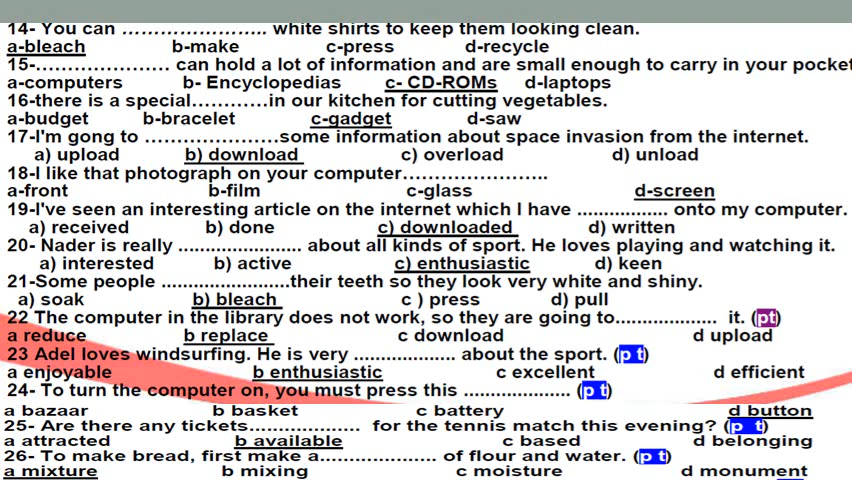 14- You can ………………….. white shirts to keep them looking clean.
a-bleach b-make c-press d-recycle
15-………………… can hold a lot of information and are small enough to carry in your pocket
a-computers b- Encyclopedias c- CD-ROMs d-laptops
16-there is a special…………in our kitchen for cutting vegetables.
a-budget b-bracelet c-gadget d-saw
17-I'm gong to …………………some information about space invasion from the internet.
a) upload b) download c) overload d) unload
18-I like that photograph on your computer…………………..
a-front b-film c-glass d-screen
19-I've seen an interesting article on the internet which I have ................. onto my computer.
a) received b) done c) downloaded d) written
20- Nader is really ....................... about all kinds of sport. He loves playing and watching it.
a) interested b) active c) enthusiastic d) keen
21-Some people ........................their teeth so they look very white and shiny.
a) soak b) bleach c ) press d) pull
22 The computer in the library does not work, so they are going to................... it. (pt)
a reduce b replace c download d upload
23 Adel loves windsurfing. He is very ................... about the sport. (p t)
a enjoyable b enthusiastic c excellent d efficient
24- To turn the computer on, you must press this .................... (p t)
a bazaar b basket c battery d button
25- Are there any tickets.................... for the tennis match this evening? (p t)
a attracted b available c based d belonging
26- To make bread, first make a...................... of flour and water. (p t)
a mixture b mixing c moisture d monument